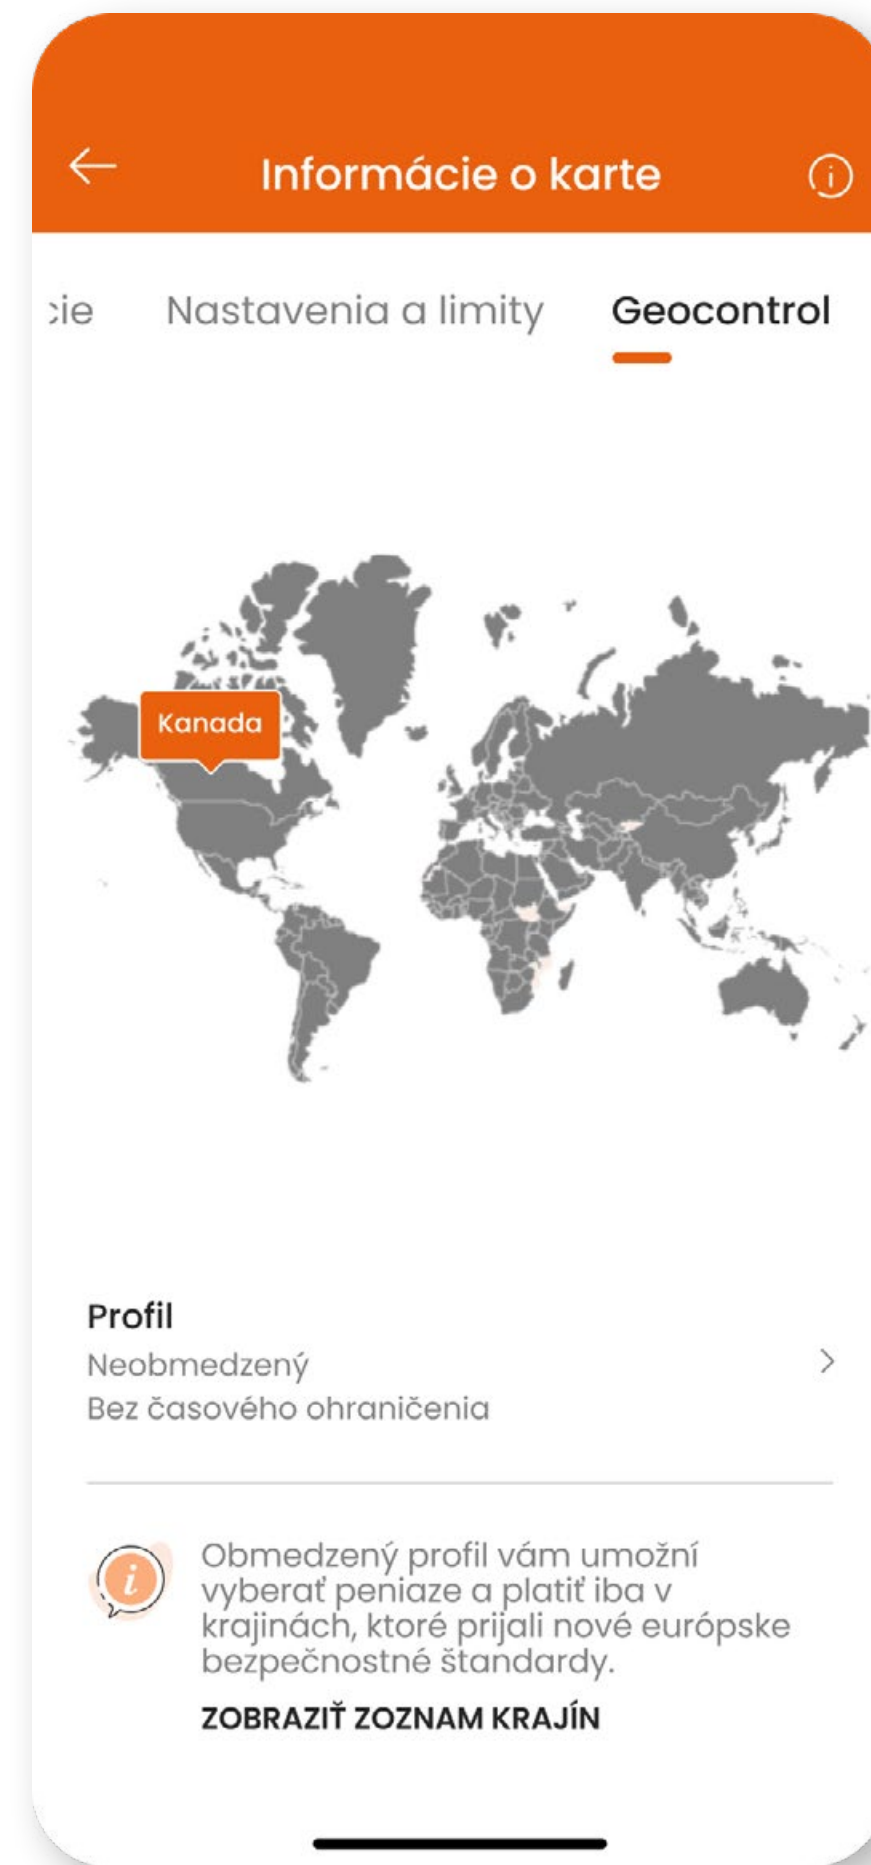 Informácie o karte
Nastavenia a limity Geocontrol
Kanada
Profil
Neobmedzený
Bez časového ohraničenia
Obmedzený profil vám umožní
vyberať peniaze a platiť iba v
krajinách, ktoré prijali nové európske
bezpečnostné štandardy.
ZOBRAZIŤ ZOZNAM KRAJÍN